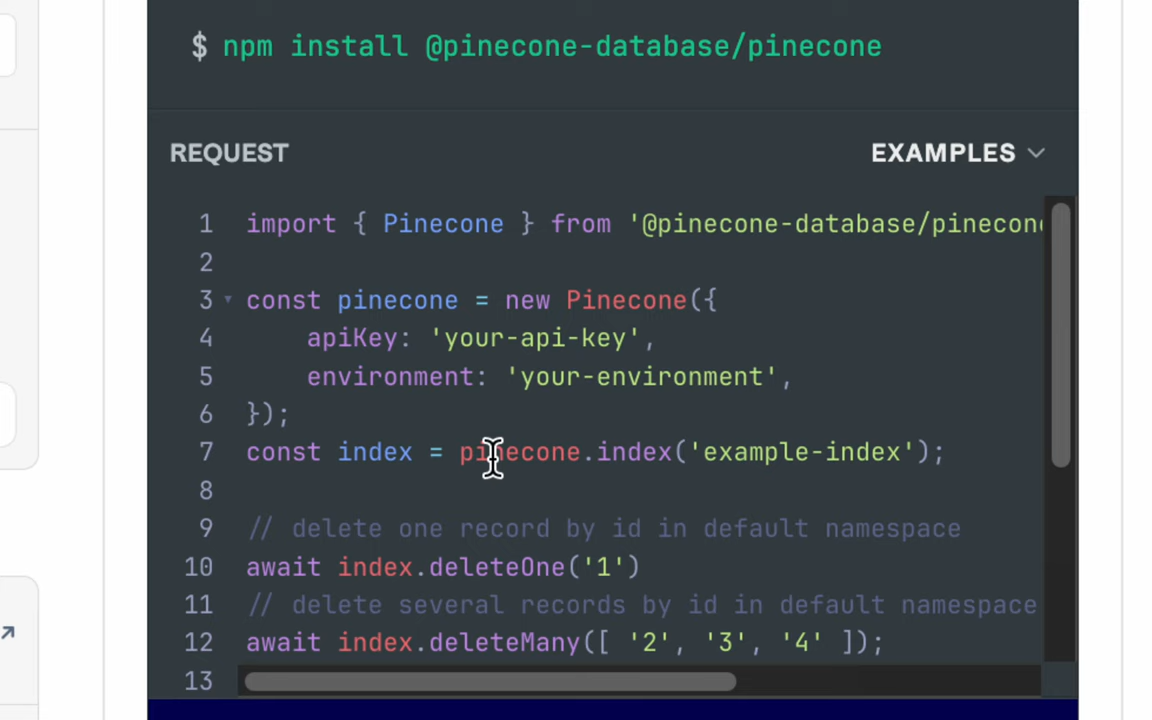 $ npm install @pinecone-database/pinecone
REQUEST
EXAMPLES
1 import { Pinecone } from '@pinecone-database/pinecon
2
3 const pinecone = new Pinecone({
4     apiKey: 'your-api-key',
5     environment: 'your-environment',
6 });
7 const index = pinecone.index('example-index');
8
9 // delete one record by id in default namespace
10 await index.deleteOne('1')
11 // delete several records by id in default namespace
12 await index.deleteMany([ '2', '3', '4' ]);
13